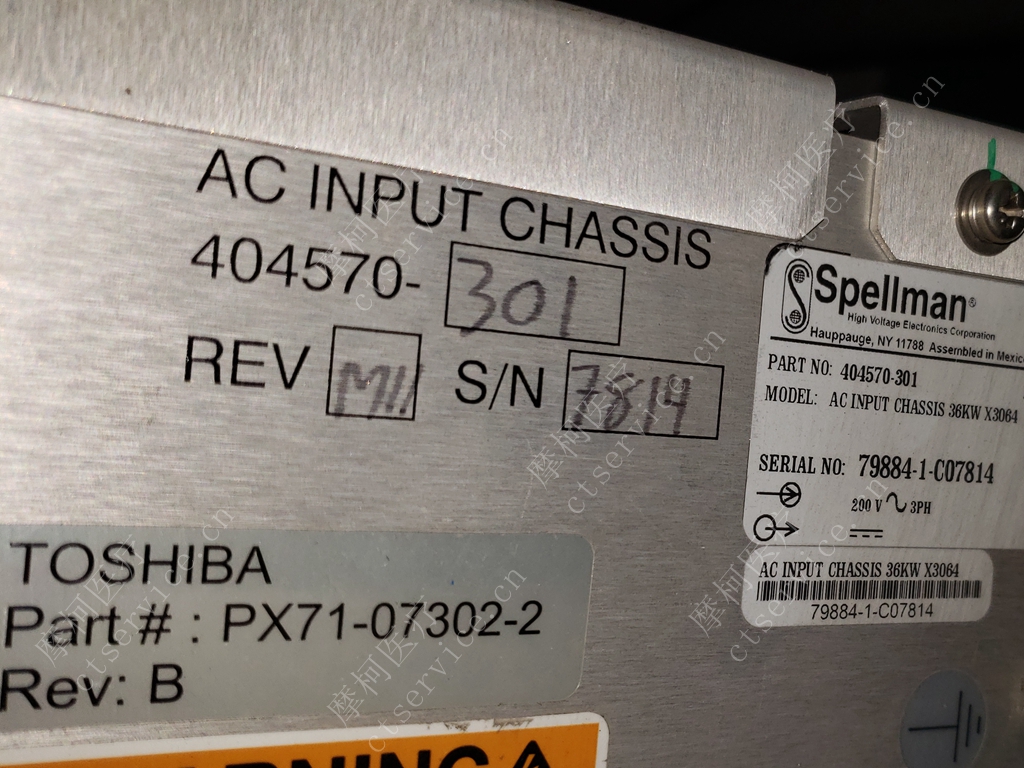 AC INPUT CHASSIS
404570-301
REV M11 S/N 7814
Spellman®
High Voltage Electronics Corporation
Hauppauge, NY 11788 Assembled in Mexico
PART NO: 404570-301
MODEL: AC INPUT CHASSIS 36KW X3064
SERIAL NO: 79884-1-C07814
200 V 3PH
AC INPUT CHASSIS 36KW X3064
79884-1-C07814
TOSHIBA
Part # : PX71-07302-2
Rev: B
WARNING
摩柯医疗
ctservice.cn